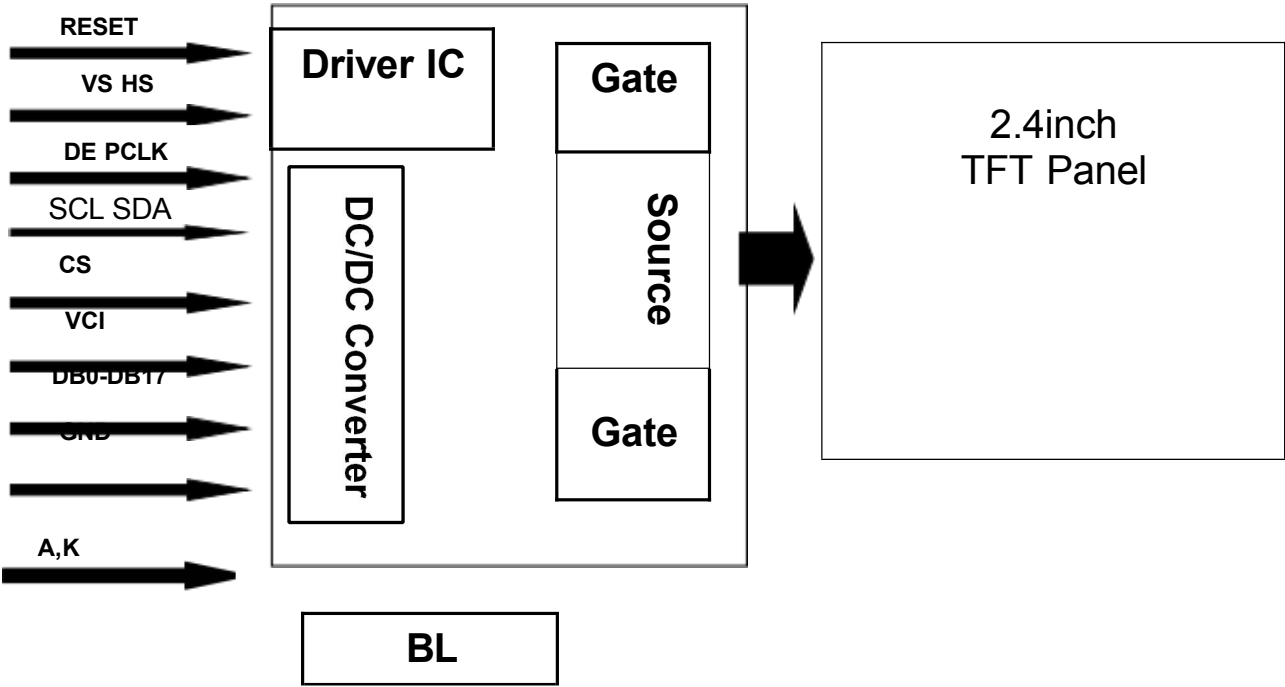 RESET
VS HS
DE PCLK
SCL SDA
CS
VCI
DB0-DB17
GND
A,K
Driver IC
DC/DC Converter
Gate
Source
Gate
BL
2.4inch
TFT Panel